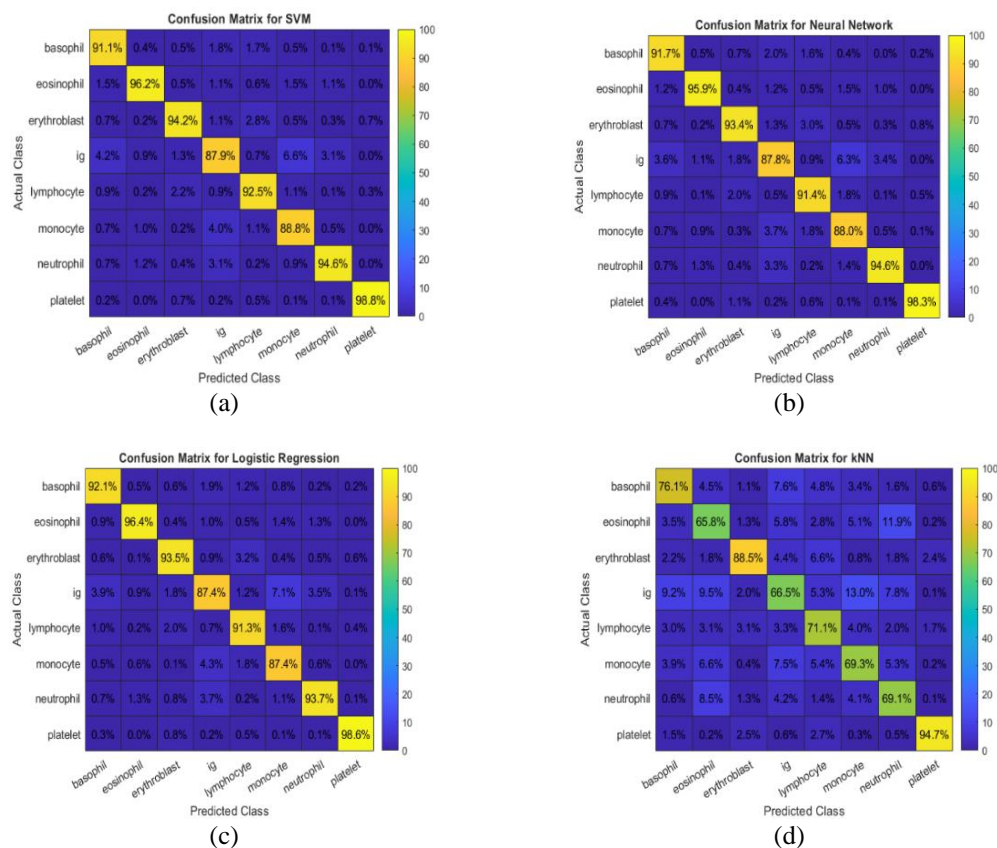 Confusion Matrix for SVM
basophil 91.1% 0.4% 0.5% 1.8% 1.7% 0.5% 0.1% 0.1%
eosinophil 1.5% 96.2% 0.5% 1.1% 0.6% 1.5% 1.1% 0.0%
erythroblast 0.7% 0.2% 94.2% 1.1% 2.8% 0.5% 0.3% 0.7%
ig 4.2% 0.9% 1.3% 87.9% 0.7% 6.6% 3.1% 0.0%
lymphocyte 0.9% 0.2% 2.2% 0.9% 92.5% 1.1% 0.1% 0.3%
monocyte 0.7% 1.0% 0.2% 4.0% 1.1% 88.8% 0.5% 0.0%
neutrophil 0.7% 1.2% 0.4% 3.1% 0.2% 0.9% 94.6% 0.0%
platelet 0.2% 0.0% 0.7% 0.2% 0.5% 0.1% 0.1% 98.8%
Actual Class
basophil eosinophil erythroblast ig lymphocyte monocyte neutrophil platelet
Predicted Class
100
90
80
70
60
50
40
30
20
10
0
(a)
Confusion Matrix for Neural Network
basophil 91.7% 0.5% 0.7% 2.0% 1.6% 0.4% 0.0% 0.2%
eosinophil 1.2% 95.9% 0.4% 1.2% 0.5% 1.5% 1.0% 0.0%
erythroblast 0.7% 0.2% 93.4% 1.3% 3.0% 0.5% 0.3% 0.8%
ig 3.6% 1.1% 1.8% 87.8% 0.9% 6.3% 3.4% 0.0%
lymphocyte 0.9% 0.1% 2.0% 0.5% 91.4% 1.8% 0.1% 0.5%
monocyte 0.7% 0.9% 0.3% 3.7% 1.8% 88.0% 0.5% 0.1%
neutrophil 0.7% 1.3% 0.4% 3.3% 0.2% 1.4% 94.6% 0.0%
platelet 0.4% 0.0% 1.1% 0.2% 0.6% 0.1% 0.1% 98.3%
Actual Class
basophil eosinophil erythroblast ig lymphocyte monocyte neutrophil platelet
Predicted Class
100
90
80
70
60
50
40
30
20
10
0
(b)
Confusion Matrix for Logistic Regression
basophil 92.1% 0.5% 0.6% 1.9% 1.2% 0.8% 0.2% 0.2%
eosinophil 0.9% 96.4% 0.4% 1.0% 0.5% 1.4% 1.3% 0.0%
erythroblast 0.6% 0.1% 93.5% 0.9% 3.2% 0.4% 0.5% 0.6%
ig 3.9% 0.9% 1.8% 87.4% 1.2% 7.1% 3.5% 0.1%
lymphocyte 1.0% 0.2% 2.0% 0.7% 91.3% 1.6% 0.1% 0.4%
monocyte 0.5% 0.6% 0.1% 4.3% 1.8% 87.4% 0.6% 0.0%
neutrophil 0.7% 1.3% 0.8% 3.7% 0.2% 1.1% 93.7% 0.1%
platelet 0.3% 0.0% 0.8% 0.2% 0.5% 0.1% 0.1% 98.6%
Actual Class
basophil eosinophil erythroblast ig lymphocyte monocyte neutrophil platelet
Predicted Class
100
90
80
70
60
50
40
30
20
10
0
(c)
Confusion Matrix for kNN
basophil 76.1% 4.5% 1.1% 7.6% 4.8% 3.4% 1.6% 0.6%
eosinophil 3.5% 65.8% 1.3% 5.8% 2.8% 5.1% 11.9% 0.2%
erythroblast 2.2% 1.8% 88.5% 4.4% 6.6% 0.8% 1.8% 2.4%
ig 9.2% 9.5% 2.0% 66.5% 5.3% 13.0% 7.8% 0.1%
lymphocyte 3.0% 3.1% 3.1% 3.3% 71.1% 4.0% 2.0% 1.7%
monocyte 3.9% 6.6% 0.4% 7.5% 5.4% 69.3% 5.3% 0.2%
neutrophil 0.6% 8.5% 1.3% 4.2% 1.4% 4.1% 69.1% 0.1%
platelet 1.5% 0.2% 2.5% 0.6% 2.7% 0.3% 0.5% 94.7%
Actual Class
basophil eosinophil erythroblast ig lymphocyte monocyte neutrophil platelet
Predicted Class
100
90
80
70
60
50
40
30
20
10
0
(d)